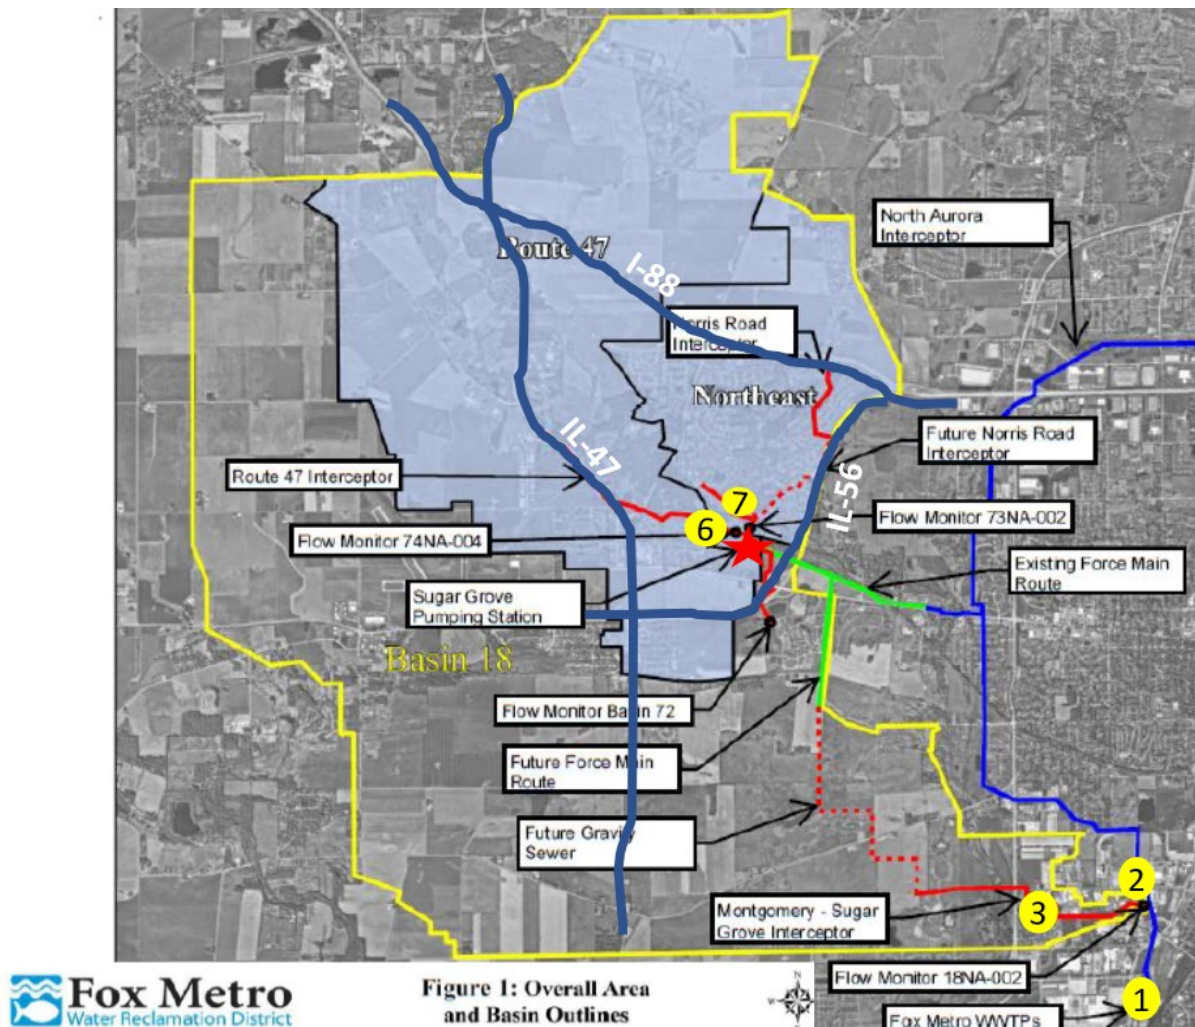 North Aurora
Interceptor
Route 47
I-88
Norris Road
Interceptor
Northeast
Future Norris Road
Interceptor
IL-47
Route 47 Interceptor
IL-56
7
6
Flow Monitor 73NA-002
Flow Monitor 74NA-004
Existing Force Main
Route
Sugar Grove
Pumping Station
Basin 18
Flow Monitor Basin 72
Future Force Main
Route
Future Gravity
Sewer
2
Montgomery - Sugar
Grove Interceptor
3
Flow Monitor 18NA-002
1
Fox Metro WWTPs
Fox Metro
Water Reclamation District
Figure 1: Overall Area
and Basin Outlines
N
W